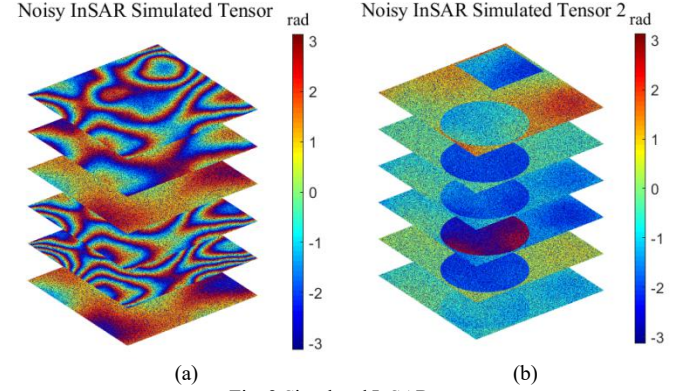 Noisy InSAR Simulated Tensor
rad
3
2
1
0
-1
-2
-3
(a)
Noisy InSAR Simulated Tensor 2
rad
3
2
1
0
-1
-2
-3
(b)